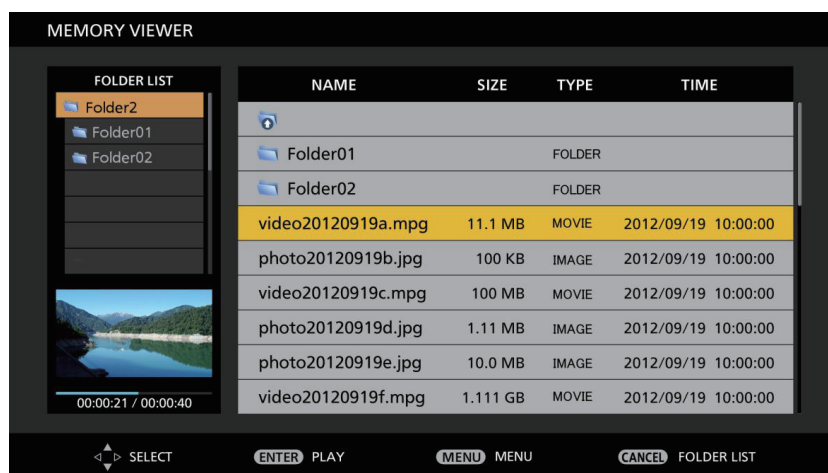 MEMORY VIEWER
FOLDER LIST
Folder2
Folder01
Folder02
00:00:21 / 00:00:40
NAME SIZE TYPE TIME
Folder01 FOLDER
Folder02 FOLDER
video20120919a.mpg 11.1 MB MOVIE 2012/09/19 10:00:00
photo20120919b.jpg 100 KB IMAGE 2012/09/19 10:00:00
video20120919c.mpg 100 MB MOVIE 2012/09/19 10:00:00
photo20120919d.jpg 1.11 MB IMAGE 2012/09/19 10:00:00
photo20120919e.jpg 10.0 MB IMAGE 2012/09/19 10:00:00
video20120919f.mpg 1.111 GB MOVIE 2012/09/19 10:00:00
SELECT ENTER PLAY MENU MENU CANCEL FOLDER LIST